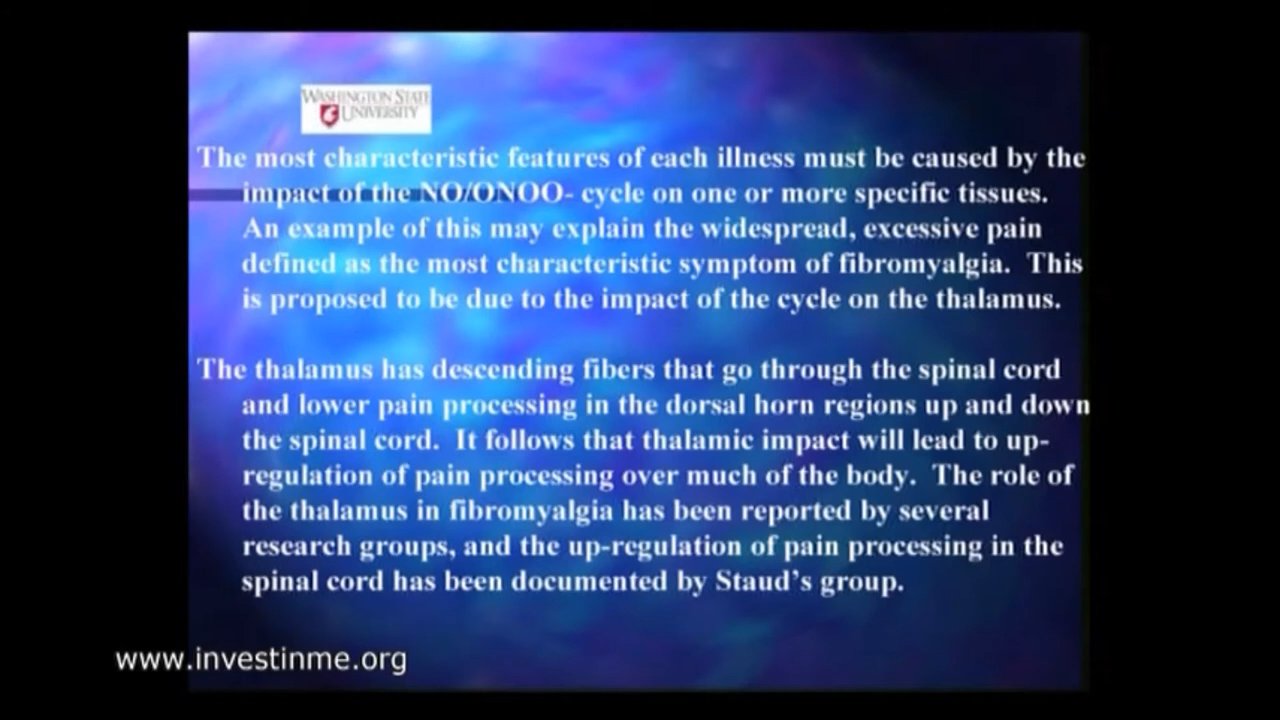 WASHINGTON STATE
UNIVERSITY
The most characteristic features of each illness must be caused by the
impact of the NO/ONOO- cycle on one or more specific tissues.
An example of this may explain the widespread, excessive pain
defined as the most characteristic symptom of fibromyalgia.  This
is proposed to be due to the impact of the cycle on the thalamus.
The thalamus has descending fibers that go through the spinal cord
and lower pain processing in the dorsal horn regions up and down
the spinal cord.  It follows that thalamic impact will lead to up-
regulation of pain processing over much of the body.  The role of
the thalamus in fibromyalgia has been reported by several
research groups, and the up-regulation of pain processing in the
spinal cord has been documented by Staud's group.
www.investinme.org